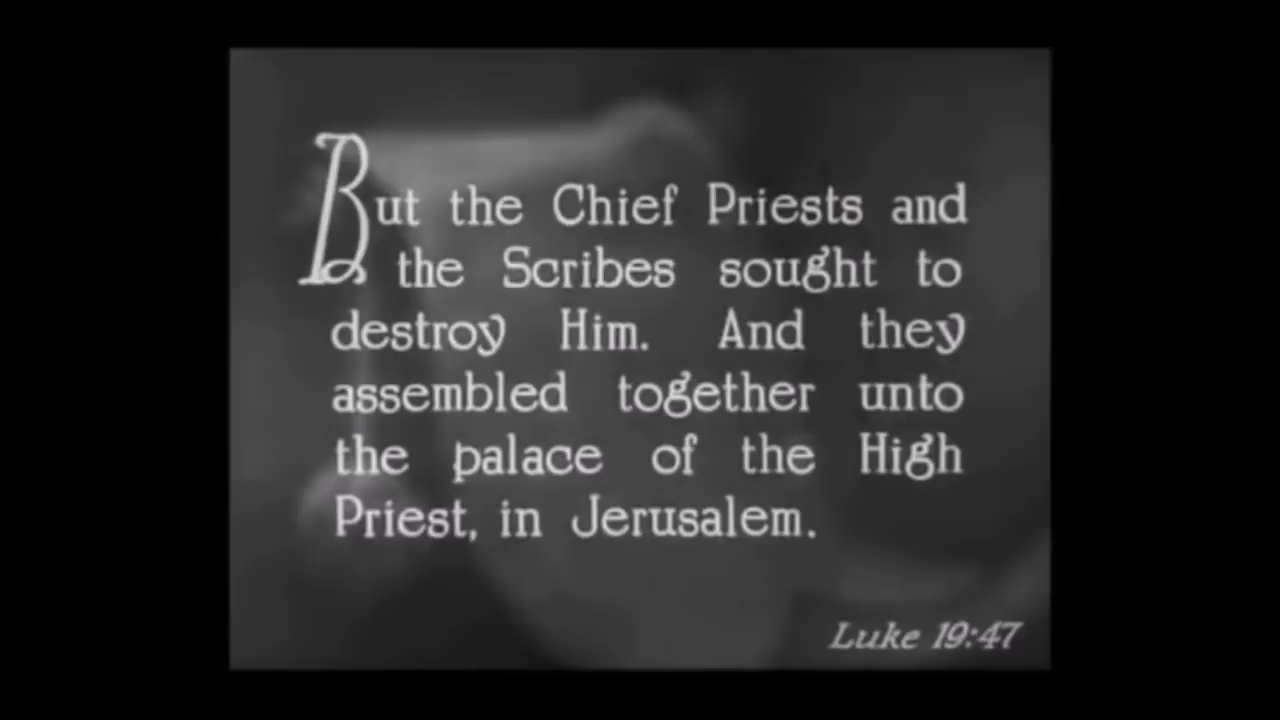 But the Chief Priests and
the Scribes sought to
destroy Him. And they
assembled together unto
the palace of the High
Priest, in Jerusalem.
Luke 19:47